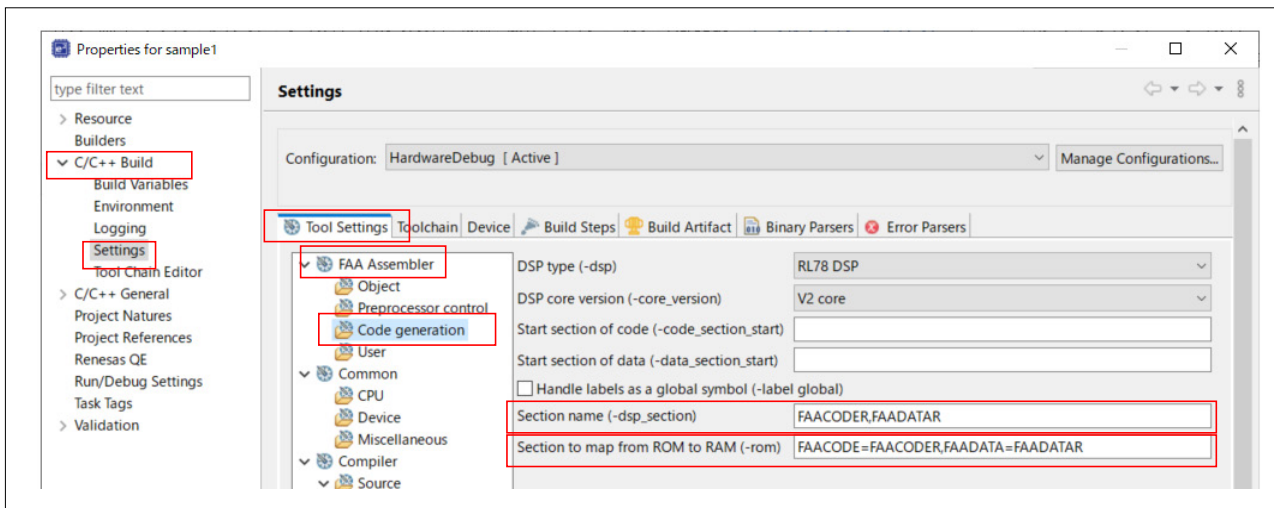 Properties for sample1
type filter text
Settings
Resource
Builders
C/C++ Build
Build Variables
Environment
Logging
Settings
Tool Chain Editor
C/C++ General
Project Natures
Project References
Renesas QE
Run/Debug Settings
Task Tags
Validation
Configuration: HardwareDebug [ Active ] Manage Configurations...
Tool Settings Toolchain Device Build Steps Build Artifact Binary Parsers Error Parsers
FAA Assembler
Object
Preprocessor control
Code generation
User
Common
CPU
Device
Miscellaneous
Compiler
Source
DSP type (-dsp) RL78 DSP
DSP core version (-core_version) V2 core
Start section of code (-code_section_start)
Start section of data (-data_section_start)
Handle labels as a global symbol (-label global)
Section name (-dsp_section) FAACODER,FAADATAR
Section to map from ROM to RAM (-rom) FAACODE=FAACODER,FAADATA=FAADATAR